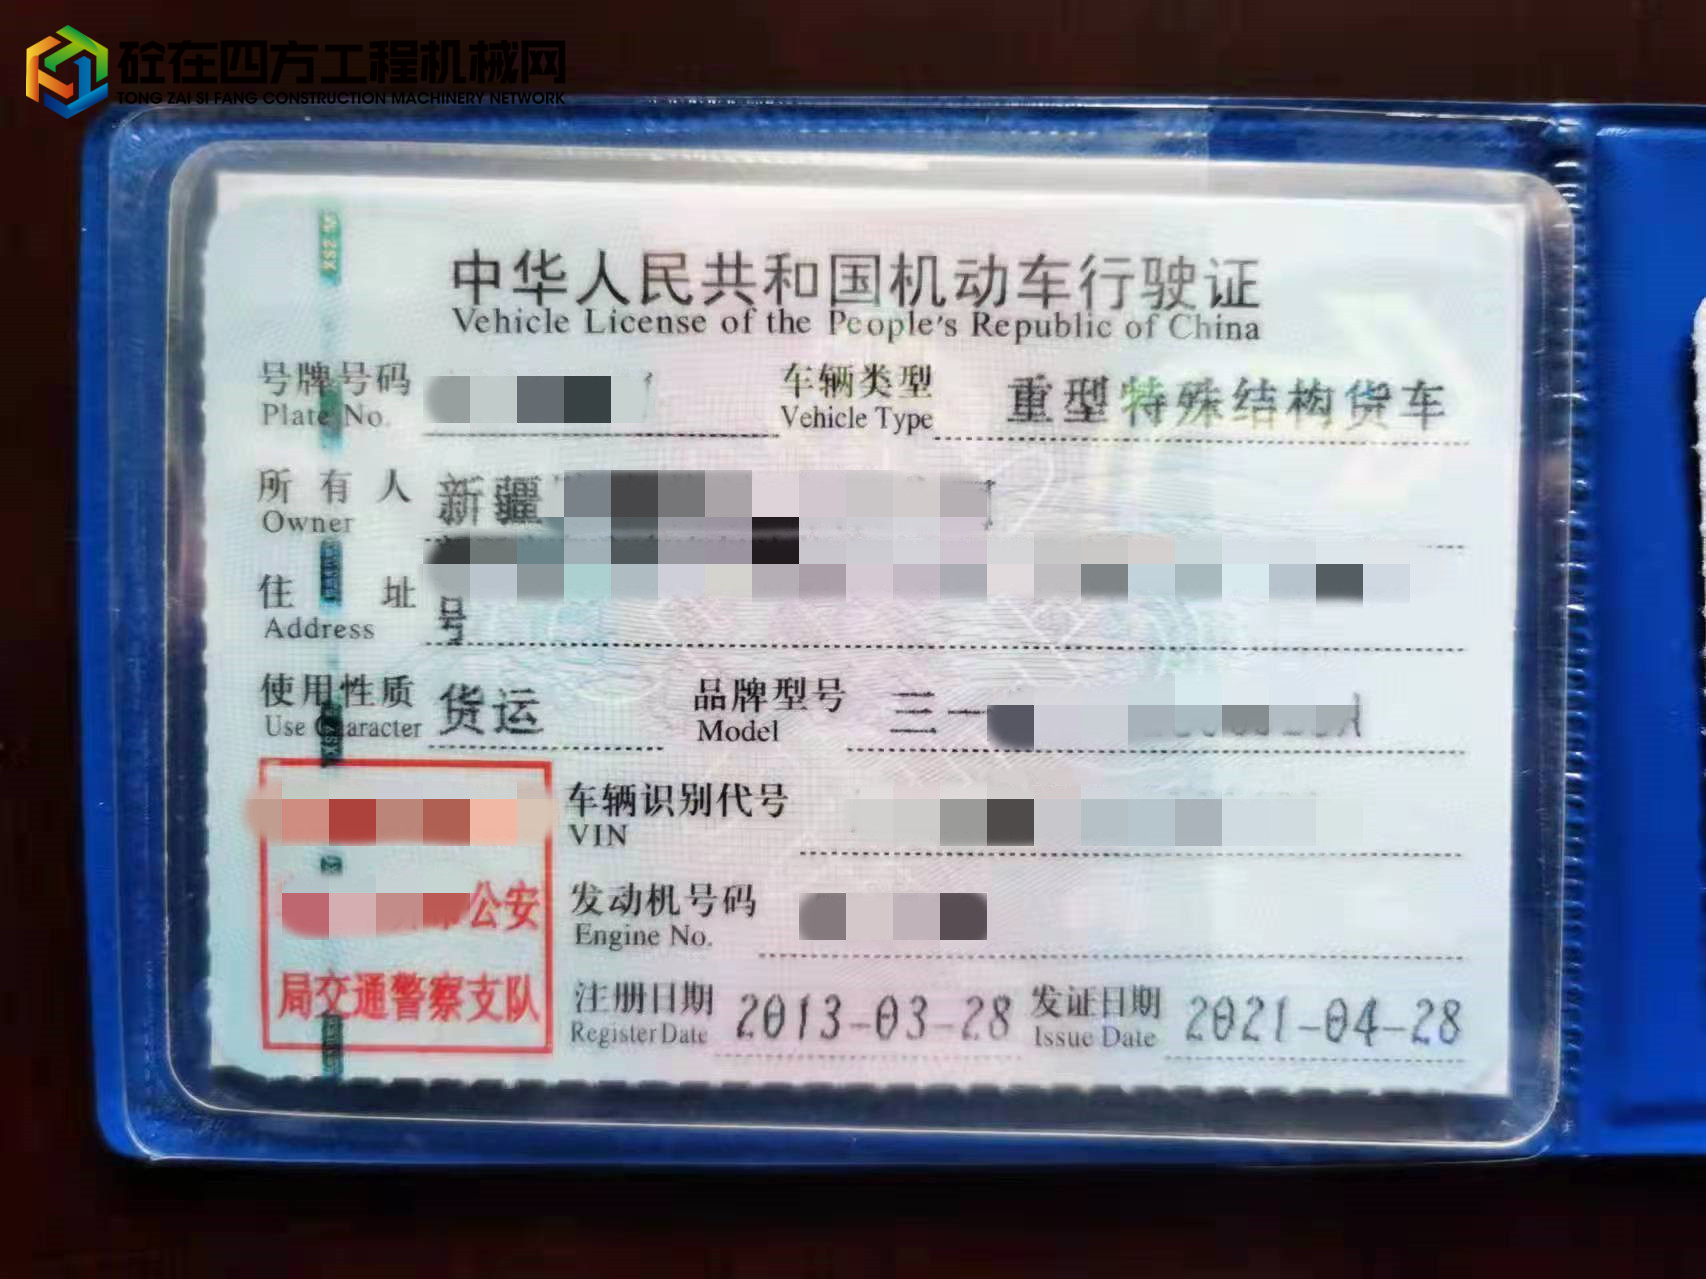 砼在四方工程机械网
TONG ZAI SI FANG CONSTRUCTION MACHINERY NETWORK
中华人民共和国机动车行驶证
Vehicle License of the People's Republic of China
号牌号码 车辆类型 重型特殊结构货车
Plate No. Vehicle Type
所有人 新疆
Owner
住址
号
Address
使用性质 货运 品牌型号 三一
Use Character Model
车辆识别代号
VIN
公安
发动机号码
Engine No.
局交通警察支队
注册日期 2013-03-28 发证日期 2021-04-28
Register Date Issue Date